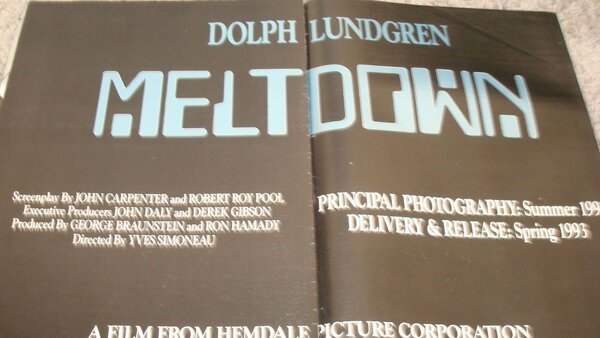 DOLPH LUNDGREN
MELTDOWN
Screenplay By JOHN CARPENTER and ROBERT ROY POOL
Executive Producers JOHN DALY and DEREK GIBSON
Produced By GEORGE BRAUNSTEIN and RON HAMADY
Directed By YVES SIMONEAU
PRINCIPAL PHOTOGRAPHY: Summer 199
DELIVERY & RELEASE: Spring 1993
A FILM FROM HEMDALE PICTURE CORPORATION